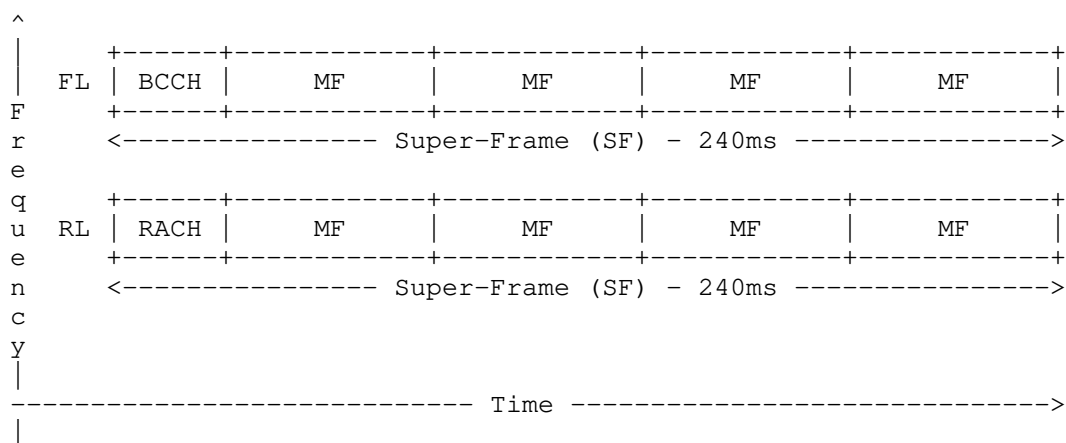 ^
|      +------+------------+------------+------------+------------+
|  FL  | BCCH |     MF     |     MF     |     MF     |     MF     |
F      +------+------------+------------+------------+------------+
r      <---------------- Super-Frame (SF) - 240ms ---------------->
e
q      +------+------------+------------+------------+------------+
u  RL  | RACH |     MF     |     MF     |     MF     |     MF     |
e      +------+------------+------------+------------+------------+
n      <---------------- Super-Frame (SF) - 240ms ---------------->
c
y
|
----------------------------- Time ------------------------------>
|